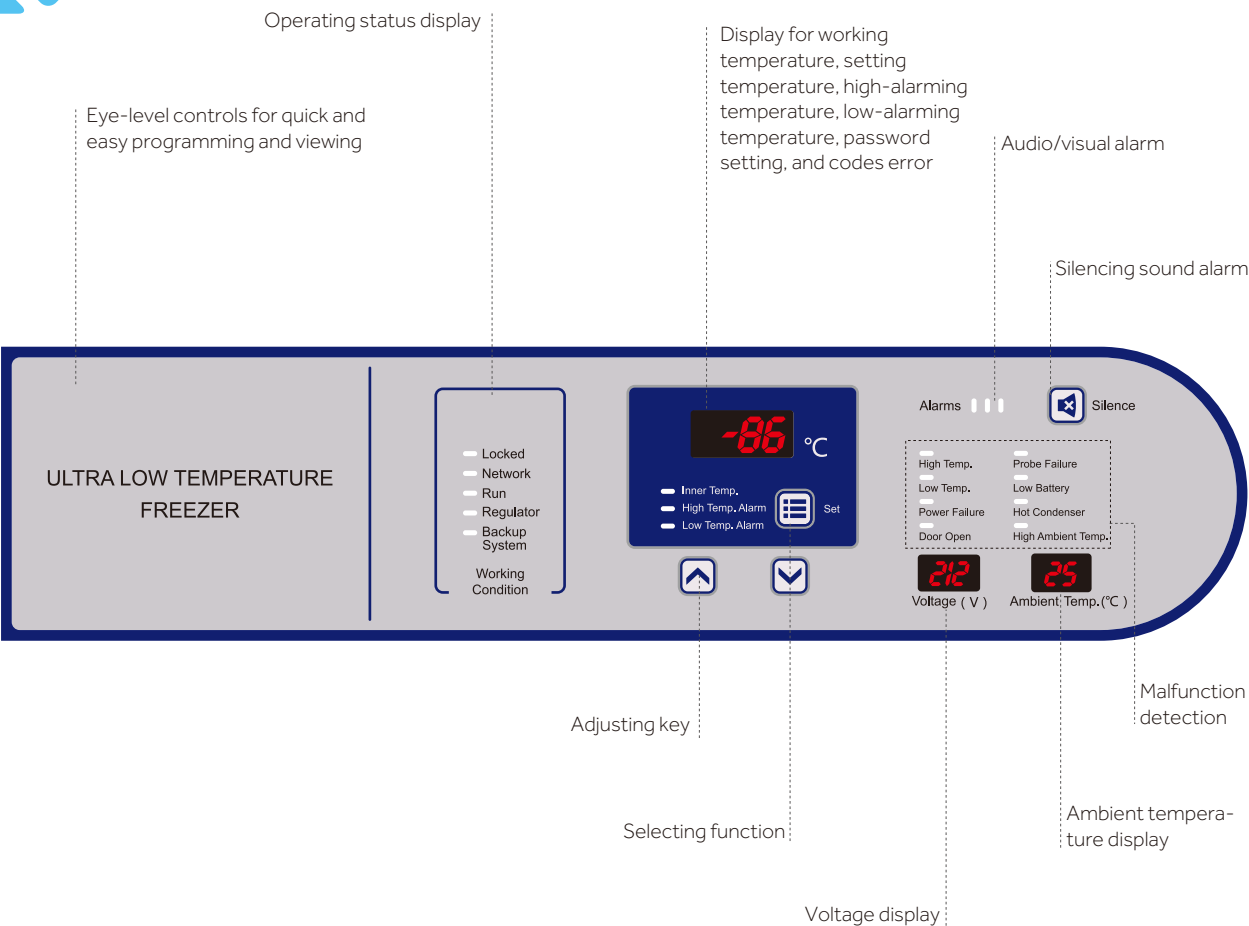 Operating status display
Display for working
temperature, setting
temperature, high-alarming
temperature, low-alarming
temperature, password
setting, and codes error
Eye-level controls for quick and
easy programming and viewing
Audio/visual alarm
Silencing sound alarm
ULTRA LOW TEMPERATURE
FREEZER
Locked
Network
Run
Regulator
Backup
System
Working
Condition
-86 °C
Inner Temp.
High Temp. Alarm
Low Temp. Alarm
Set
Alarms
Silence
High Temp.
Probe Failure
Low Temp.
Low Battery
Power Failure
Hot Condenser
Door Open
High Ambient Temp.
212
25
Voltage ( V )
Ambient Temp.(°C )
Malfunction
detection
Adjusting key
Ambient tempera-
ture display
Selecting function
Voltage display